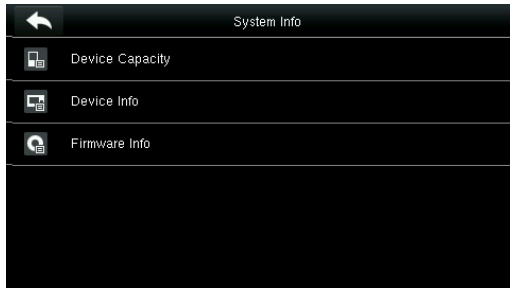 System Info
Device Capacity
Device Info
Firmware Info